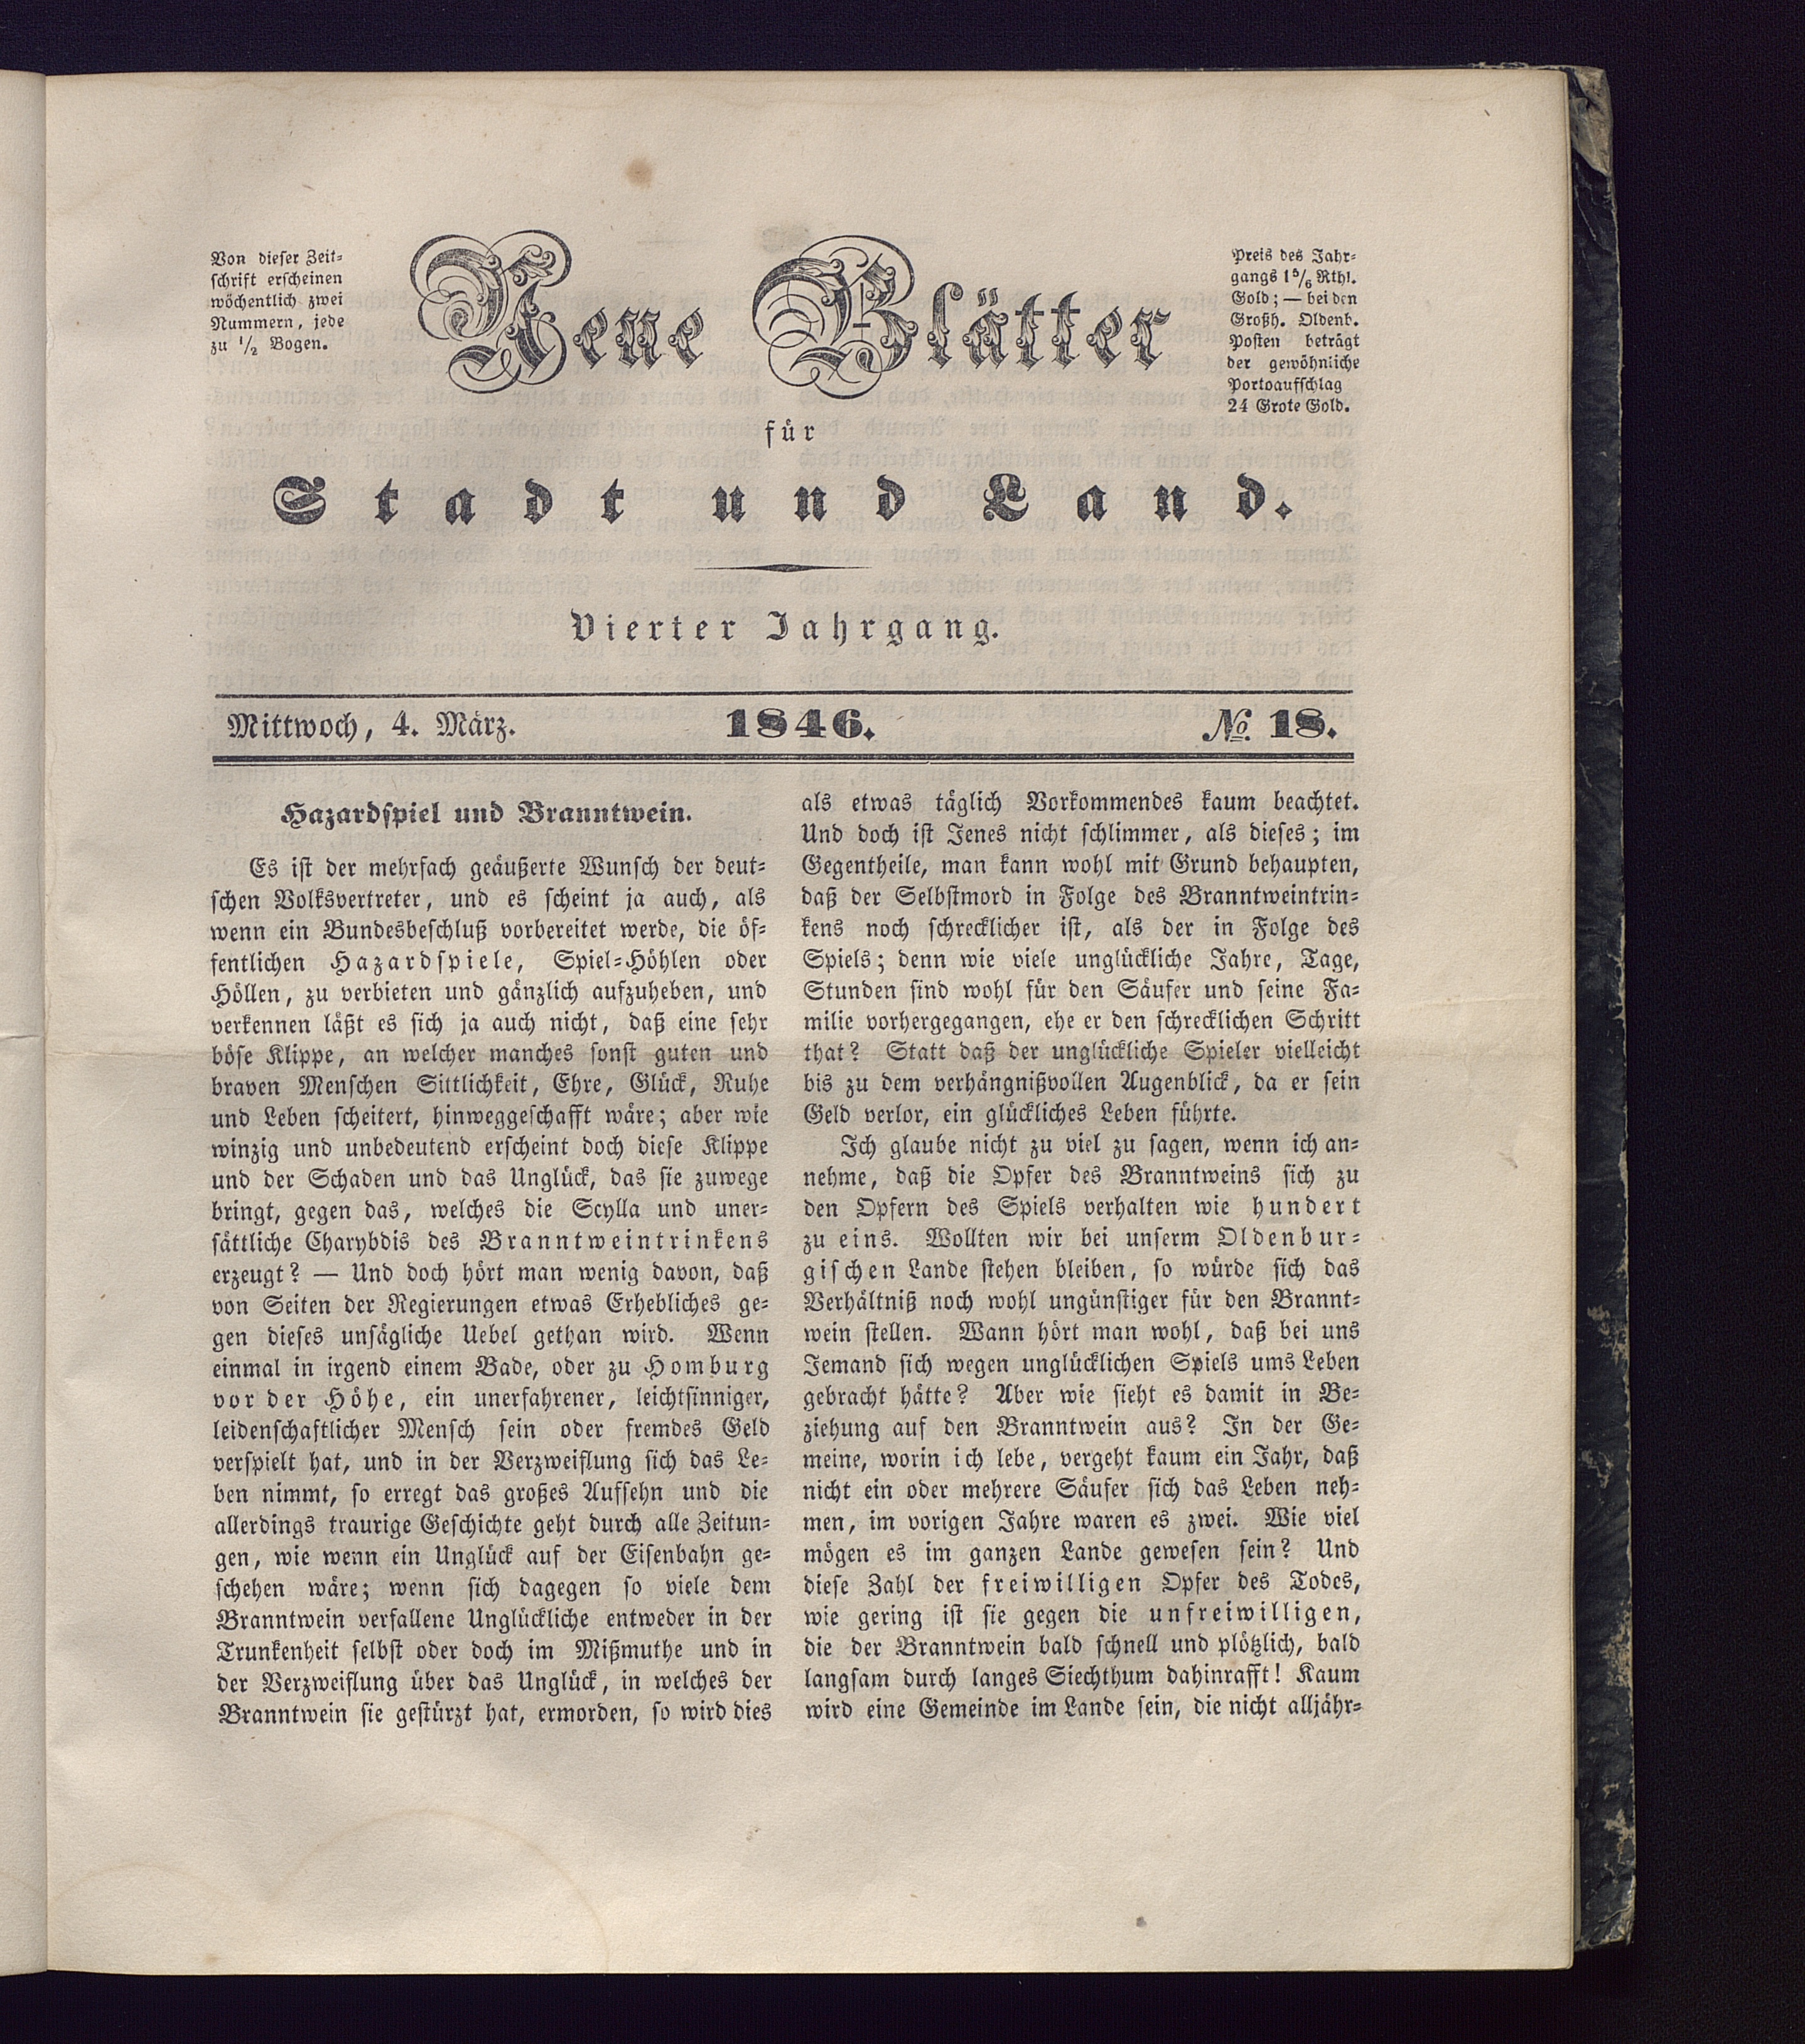 Von dieser Zeit-
schrift erscheinen
wöchentlich zwei
Nummern, jede
zu 1/2 Bogen.
Neue Blätter
für
Stadt und Land.
Preis des Jahr-
gangs 1 5/6 Rthl.
Gold; — bei den
Großh. Oldenb.
Posten beträgt
der gewöhnliche
Portoaufschlag
24 Grote Gold.
Vierter Jahrgang.
Mittwoch, 4. März. 1846. No. 18.
Hazardspiel und Branntwein.
Es ist der mehrfach geäußerte Wunsch der deut-
schen Volksvertreter, und es scheint ja auch, als
wenn ein Bundesbeschluß vorbereitet werde, die öf-
fentlichen Hazardspiele, Spiel-Höhlen oder
Höllen, zu verbieten und gänzlich aufzuheben, und
verkennen läßt es sich ja auch nicht, daß eine sehr
böse Klippe, an welcher manches sonst guten und
braven Menschen Sittlichkeit, Ehre, Glück, Ruhe
und Leben scheitert, hinweggeschafft wäre; aber wie
winzig und unbedeutend erscheint doch diese Klippe
und der Schaden und das Unglück, das sie zuwege
bringt, gegen das, welches die Scylla und uner-
sättliche Charybdis des Branntweintrinkens
erzeugt? — Und doch hört man wenig davon, daß
von Seiten der Regierungen etwas Erhebliches ge-
gen dieses unsägliche Uebel gethan wird. Wenn
einmal in irgend einem Bade, oder zu Homburg
vor der Höhe, ein unerfahrener, leichtsinniger,
leidenschaftlicher Mensch sein oder fremdes Geld
verspielt hat, und in der Verzweiflung sich das Le-
ben nimmt, so erregt das großes Aufsehn und die
allerdings traurige Geschichte geht durch alle Zeitun-
gen, wie wenn ein Unglück auf der Eisenbahn ge-
schehen wäre; wenn sich dagegen so viele dem
Branntwein verfallene Unglückliche entweder in der
Trunkenheit selbst oder doch im Mißmuthe und in
der Verzweiflung über das Unglück, in welches der
Branntwein sie gestürzt hat, ermorden, so wird dies
als etwas täglich Vorkommendes kaum beachtet.
Und doch ist Jenes nicht schlimmer, als dieses; im
Gegentheile, man kann wohl mit Grund behaupten,
daß der Selbstmord in Folge des Branntweintrin-
kens noch schrecklicher ist, als der in Folge des
Spiels; denn wie viele unglückliche Jahre, Tage,
Stunden sind wohl für den Säufer und seine Fa-
milie vorhergegangen, ehe er den schrecklichen Schritt
that? Statt daß der unglückliche Spieler vielleicht
bis zu dem verhängnißvollen Augenblick, da er sein
Geld verlor, ein glückliches Leben führte.
Ich glaube nicht zu viel zu sagen, wenn ich an-
nehme, daß die Opfer des Branntweins sich zu
den Opfern des Spiels verhalten wie hundert
zu eins. Wollten wir bei unserm Oldenbur-
gischen Lande stehen bleiben, so würde sich das
Verhältniß noch wohl ungünstiger für den Brannt-
wein stellen. Wann hört man wohl, daß bei uns
Jemand sich wegen unglücklichen Spiels ums Leben
gebracht hätte? Aber wie sieht es damit in Be-
ziehung auf den Branntwein aus? In der Ge-
meine, worin ich lebe, vergeht kaum ein Jahr, daß
nicht ein oder mehrere Säufer sich das Leben neh-
men, im vorigen Jahre waren es zwei. Wie viel
mögen es im ganzen Lande gewesen sein? Und
diese Zahl der freiwilligen Opfer des Todes,
wie gering ist sie gegen die unfreiwilligen,
die der Branntwein bald schnell und plötzlich, bald
langsam durch langes Siechthum dahinrafft! Kaum
wird eine Gemeinde im Lande sein, die nicht alljähr-